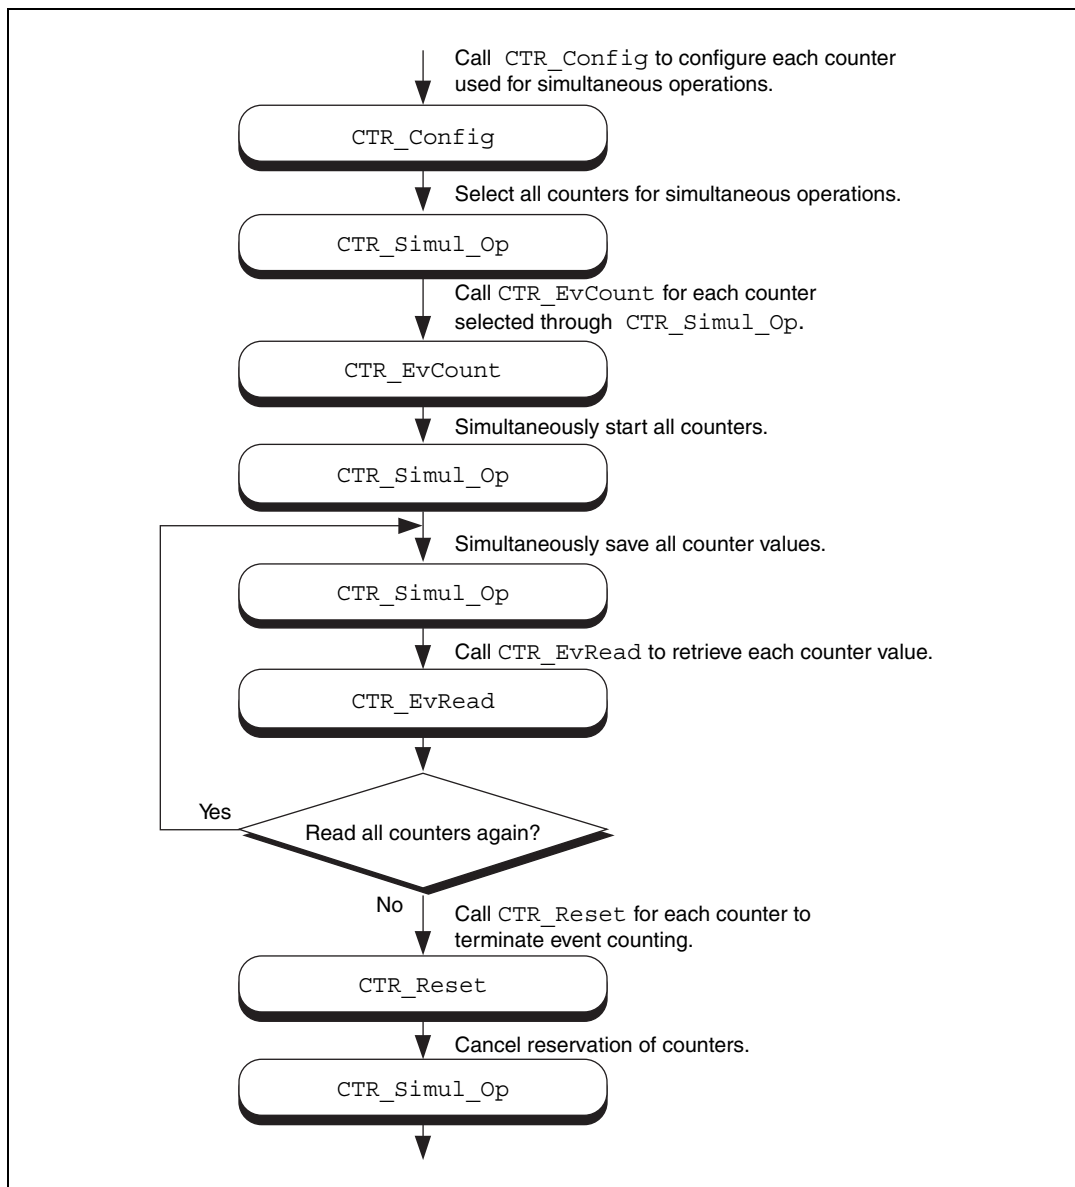 Call CTR_Config to configure each counter
used for simultaneous operations.
CTR_Config
Select all counters for simultaneous operations.
CTR_Simul_Op
Call CTR_EvCount for each counter
selected through CTR_Simul_Op.
CTR_EvCount
Simultaneously start all counters.
CTR_Simul_Op
Simultaneously save all counter values.
CTR_Simul_Op
Call CTR_EvRead to retrieve each counter value.
CTR_EvRead
Yes
Read all counters again?
No
Call CTR_Reset for each counter to
terminate event counting.
CTR_Reset
Cancel reservation of counters.
CTR_Simul_Op